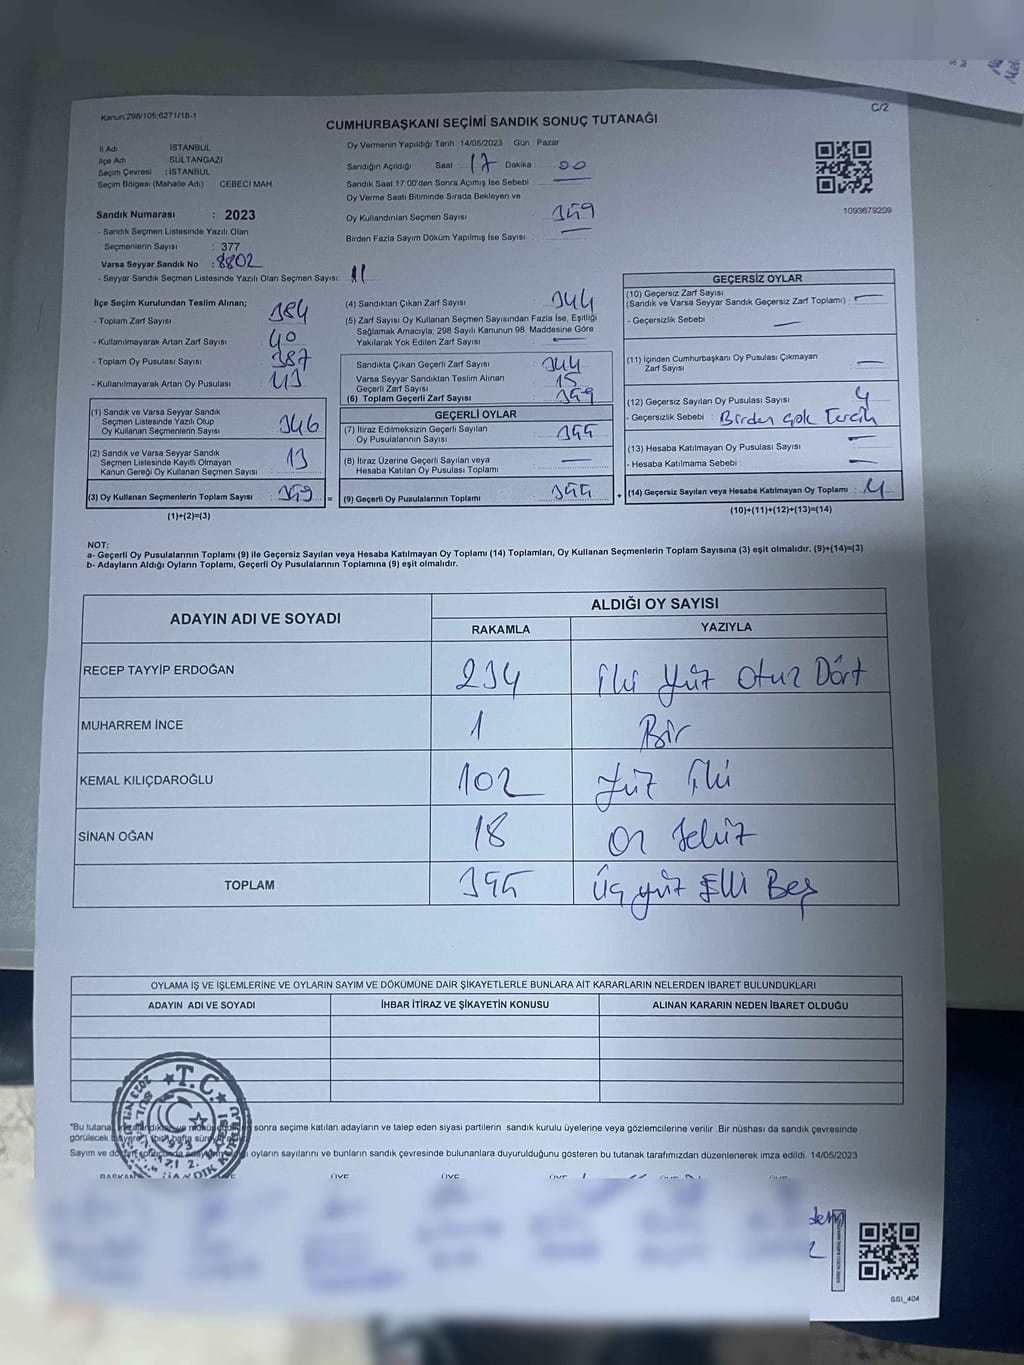 Kanun:298/105;6271/18-1
C/2
CUMHURBAŞKANI SEÇİMİ SANDIK SONUÇ TUTANAĞI
İl Adı İSTANBUL
İlçe Adı SULTANGAZİ
Seçim Çevresi : İSTANBUL
Seçim Bölgesi (Mahalle Adı) CEBECİ MAH
Sandık Numarası : 2023
- Sandık Seçmen Listesinde Yazılı Olan
Seçmenlerin Sayısı : 377
Varsa Seyyar Sandık No : 8802
- Seyyar Sandık Seçmen Listesinde Yazılı Olan Seçmen Sayısı: 11
Oy Vermenin Yapıldığı Tarih :14/05/2023 Gün Pazar
Sandığın Açıldığı Saat 17 Dakika : 00
Sandık Saat 17:00'den Sonra Açımış İse Sebebi —
Oy Verme Saati Bitiminde Sırada Bekleyen ve
Oy Kullandırılan Seçmen Sayısı 359
Birden Fazla Sayım Döküm Yapılmış İse Sayısı : —
1093679209
İlçe Seçim Kurulundan Teslim Alınan;
- Toplam Zarf Sayısı : 384
- Kullanılmayarak Artan Zarf Sayısı : 40
- Toplam Oy Pusulası Sayısı : 387
- Kullanılmayarak Artan Oy Pusulası : 43
(1) Sandık ve Varsa Seyyar Sandık
Seçmen Listesinde Yazılı Olup
Oy Kullanan Seçmenlerin Sayısı : 346
(2) Sandık ve Varsa Seyyar Sandık
Seçmen Listesinde Kayıtlı Olmayan
Kanun Gereği Oy Kullanan Seçmen Sayısı : 13
(3) Oy Kullanan Seçmenlerin Toplam Sayısı : 359 =
(1)+(2)=(3)
(4) Sandıktan Çıkan Zarf Sayısı : 344
(5) Zarf Sayısı Oy Kullanan Seçmen Sayısından Fazla İse, Eşitliği
Sağlamak Amacıyla; 298 Sayılı Kanunun 98. Maddesine Göre
Yakılarak Yok Edilen Zarf Sayısı : —
Sandıkta Çıkan Geçerli Zarf Sayısı : 344
Varsa Seyyar Sandıktan Teslim Alınan
Geçerli Zarf Sayısı : 15
(6) Toplam Geçerli Zarf Sayısı : 359
GEÇERLİ OYLAR
(7) İtiraz Edilmeksizin Geçerli Sayılan
Oy Pusulalarının Sayısı : 355
(8) İtiraz Üzerine Geçerli Sayılan veya
Hesaba Katılan Oy Pusulası Toplamı : —
(9) Geçerli Oy Pusulalarının Toplamı : 355 +
GEÇERSİZ OYLAR
(10) Geçersiz Zarf Sayısı
(Sandık ve Varsa Seyyar Sandık Geçersiz Zarf Toplamı) : —
- Geçersizlik Sebebi : —
(11) İçinden Cumhurbaşkanı Oy Pusulası Çıkmayan
Zarf Sayısı : —
(12) Geçersiz Sayılan Oy Pusulası Sayısı : 4
- Geçersizlik Sebebi : Birden Çok Tercih
(13) Hesaba Katılmayan Oy Pusulası Sayısı : —
- Hesaba Katılmama Sebebi : —
(14) Geçersiz Sayılan veya Hesaba Katılmayan Oy Toplamı : 4
(10)+(11)+(12)+(13)=(14)
NOT:
a- Geçerli Oy Pusulalarının Toplamı (9) ile Geçersiz Sayılan veya Hesaba Katılmayan Oy Toplamı (14) Toplamları, Oy Kullanan Seçmenlerin Toplam Sayısına (3) eşit olmalıdır. (9)+(14)=(3)
b- Adayların Aldığı Oyların Toplamı, Geçerli Oy Pusulalarının Toplamına (9) eşit olmalıdır.
ADAYIN ADI VE SOYADI ALDIĞI OY SAYISI
RAKAMLA YAZIYLA
RECEP TAYYİP ERDOĞAN 234 İki Yüz Otuz Dört
MUHARREM İNCE 1 Bir
KEMAL KILIÇDAROĞLU 102 Yüz İki
SİNAN OĞAN 18 On Sekiz
TOPLAM 355 Üç yüz Elli Beş
OYLAMA İŞ VE İŞLEMLERİNE VE OYLARIN SAYIM VE DÖKÜMÜNE DAİR ŞİKAYETLERLE BUNLARA AİT KARARLARIN NELERDEN İBARET BULUNDUKLARI
ADAYIN ADI VE SOYADI İHBAR İTİRAZ VE ŞİKAYETİN KONUSU ALINAN KARARIN NEDEN İBARET OLDUĞU
T.C
*Bu tutana sonra seçime katılan adayların ve talep eden siyasi partilerin sandık kurulu üyelerine veya gözlemcilerine verilir .Bir nüshası da sandık çevresinde
görülecek hafta
Sayım ve oyların sayılarını ve bunların sandık çevresinde bulunanlara duyurulduğunu gösteren bu tutanak tarafımızdan düzenlenerek imza edildi. 14/05/2023
BAŞKAN ÜYE ÜYE ÜYE ÜYE ÜYE
SSI_404